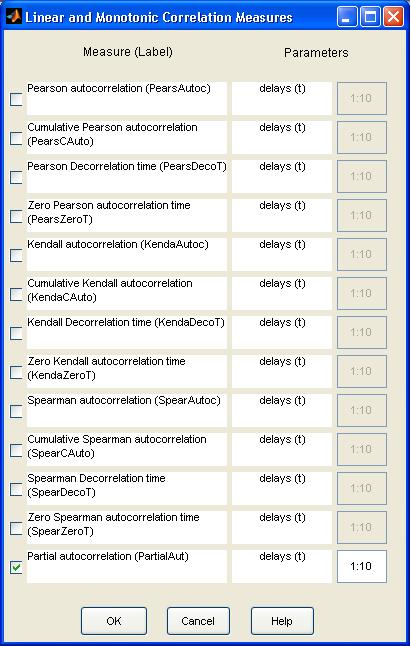 Linear and Monotonic Correlation Measures
Measure (Label) Parameters
Pearson autocorrelation (PearsAutoc) delays (t) 1:10
Cumulative Pearson autocorrelation delays (t) 1:10
(PearsCAuto)
Pearson Decorrelation time (PearsDecoT) delays (t) 1:10
Zero Pearson autocorrelation time delays (t) 1:10
(PearsZeroT)
Kendall autocorrelation (KendaAutoc) delays (t) 1:10
Cumulative Kendall autocorrelation delays (t) 1:10
(KendaCAuto)
Kendall Decorrelation time (KendaDecoT) delays (t) 1:10
Zero Kendall autocorrelation time delays (t) 1:10
(KendaZeroT)
Spearman autocorrelation (SpearAutoc) delays (t) 1:10
Cumulative Spearman autocorrelation delays (t) 1:10
(SpearCAuto)
Spearman Decorrelation time delays (t) 1:10
(SpearDecoT)
Zero Spearman autocorrelation time delays (t) 1:10
(SpearZeroT)
Partial autocorrelation (PartialAut) delays (t) 1:10
OK Cancel Help